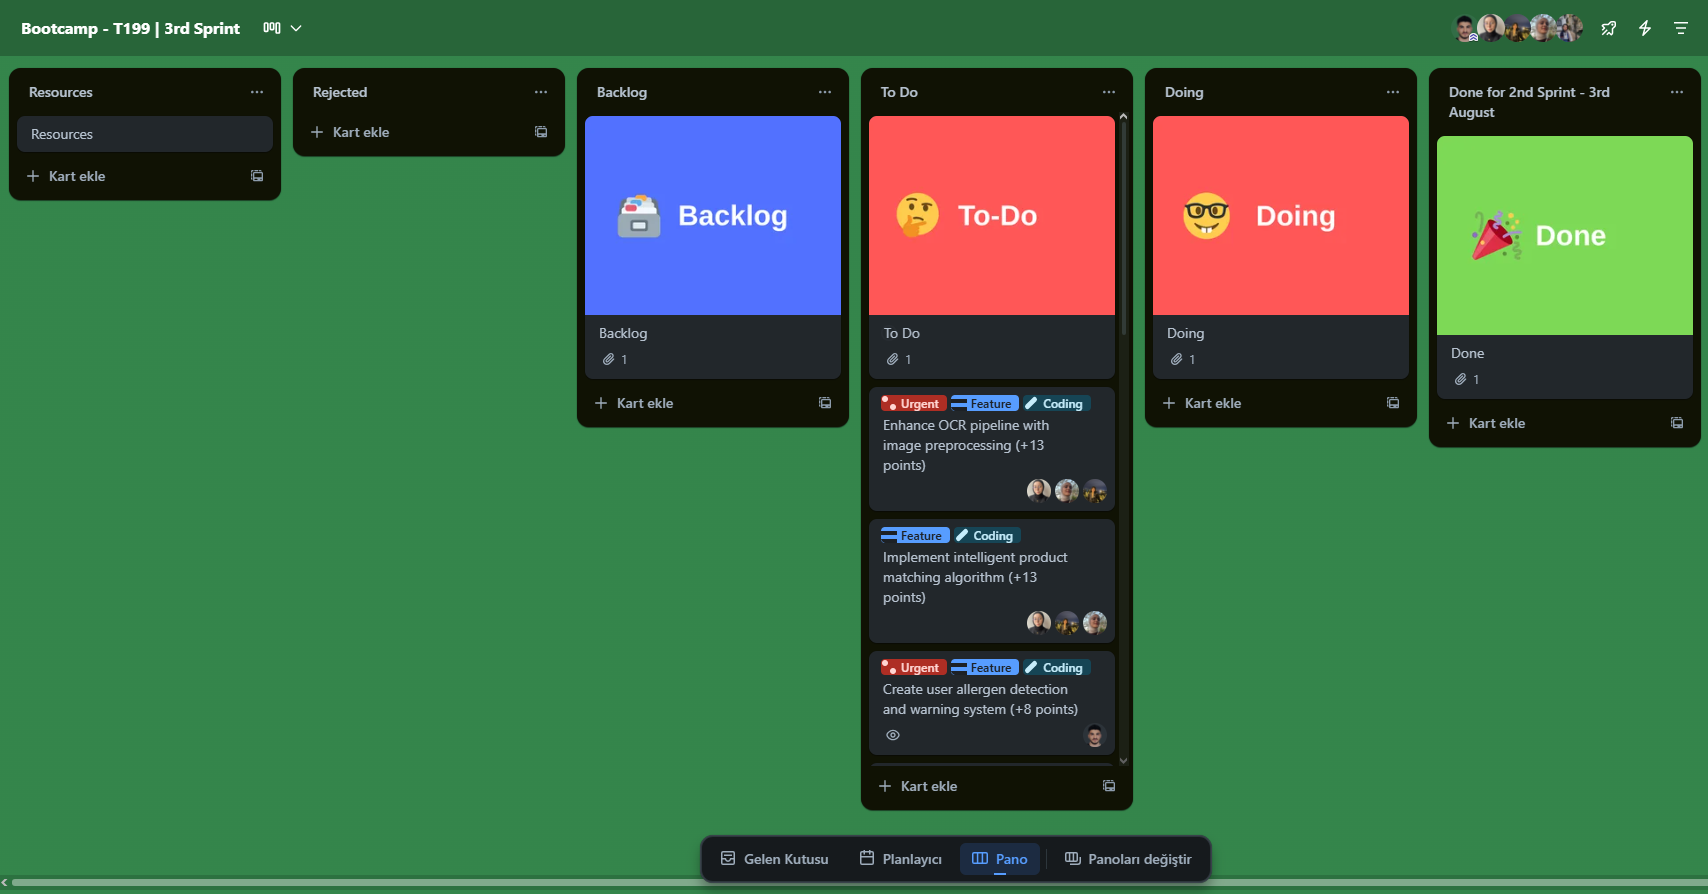 Bootcamp - T199 | 3rd Sprint
Resources
Resources
Kart ekle
Rejected
Kart ekle
Backlog
Backlog
Backlog
1
Kart ekle
To Do
To-Do
To Do
1
Urgent Feature Coding
Enhance OCR pipeline with
image preprocessing (+13
points)
Feature Coding
Implement intelligent product
matching algorithm (+13
points)
Urgent Feature Coding
Create user allergen detection
and warning system (+8 points)
Kart ekle
Doing
Doing
Doing
1
Kart ekle
Done for 2nd Sprint - 3rd
August
Done
Done
1
Kart ekle
Gelen Kutusu Planlayıcı Pano Panoları değiştir